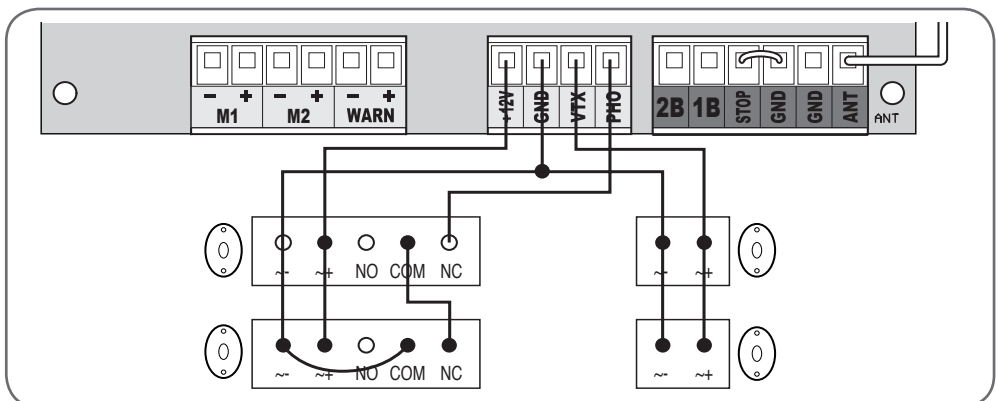 - + - + - +
M1 M2 WARN
+12V GND VTX PHO
2B 1B STOP GND GND ANT
ANT
~- ~+ NO COM NC
~- ~+
~- ~+ NO COM NC
~- ~+